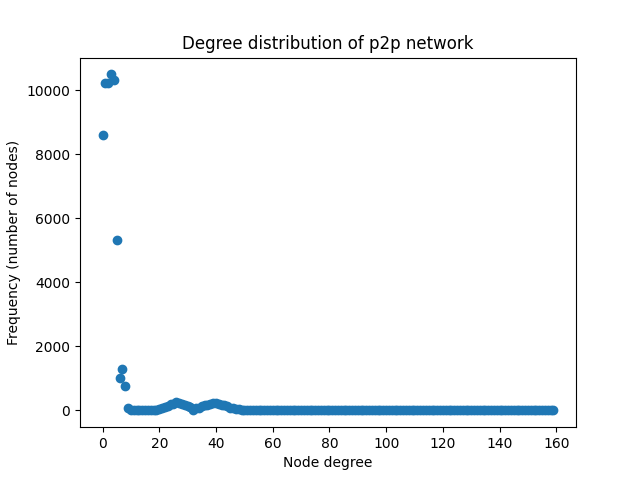 Degree distribution of p2p network
Frequency (number of nodes)
10000
8000
6000
4000
2000
0
0 20 40 60 80 100 120 140 160
Node degree